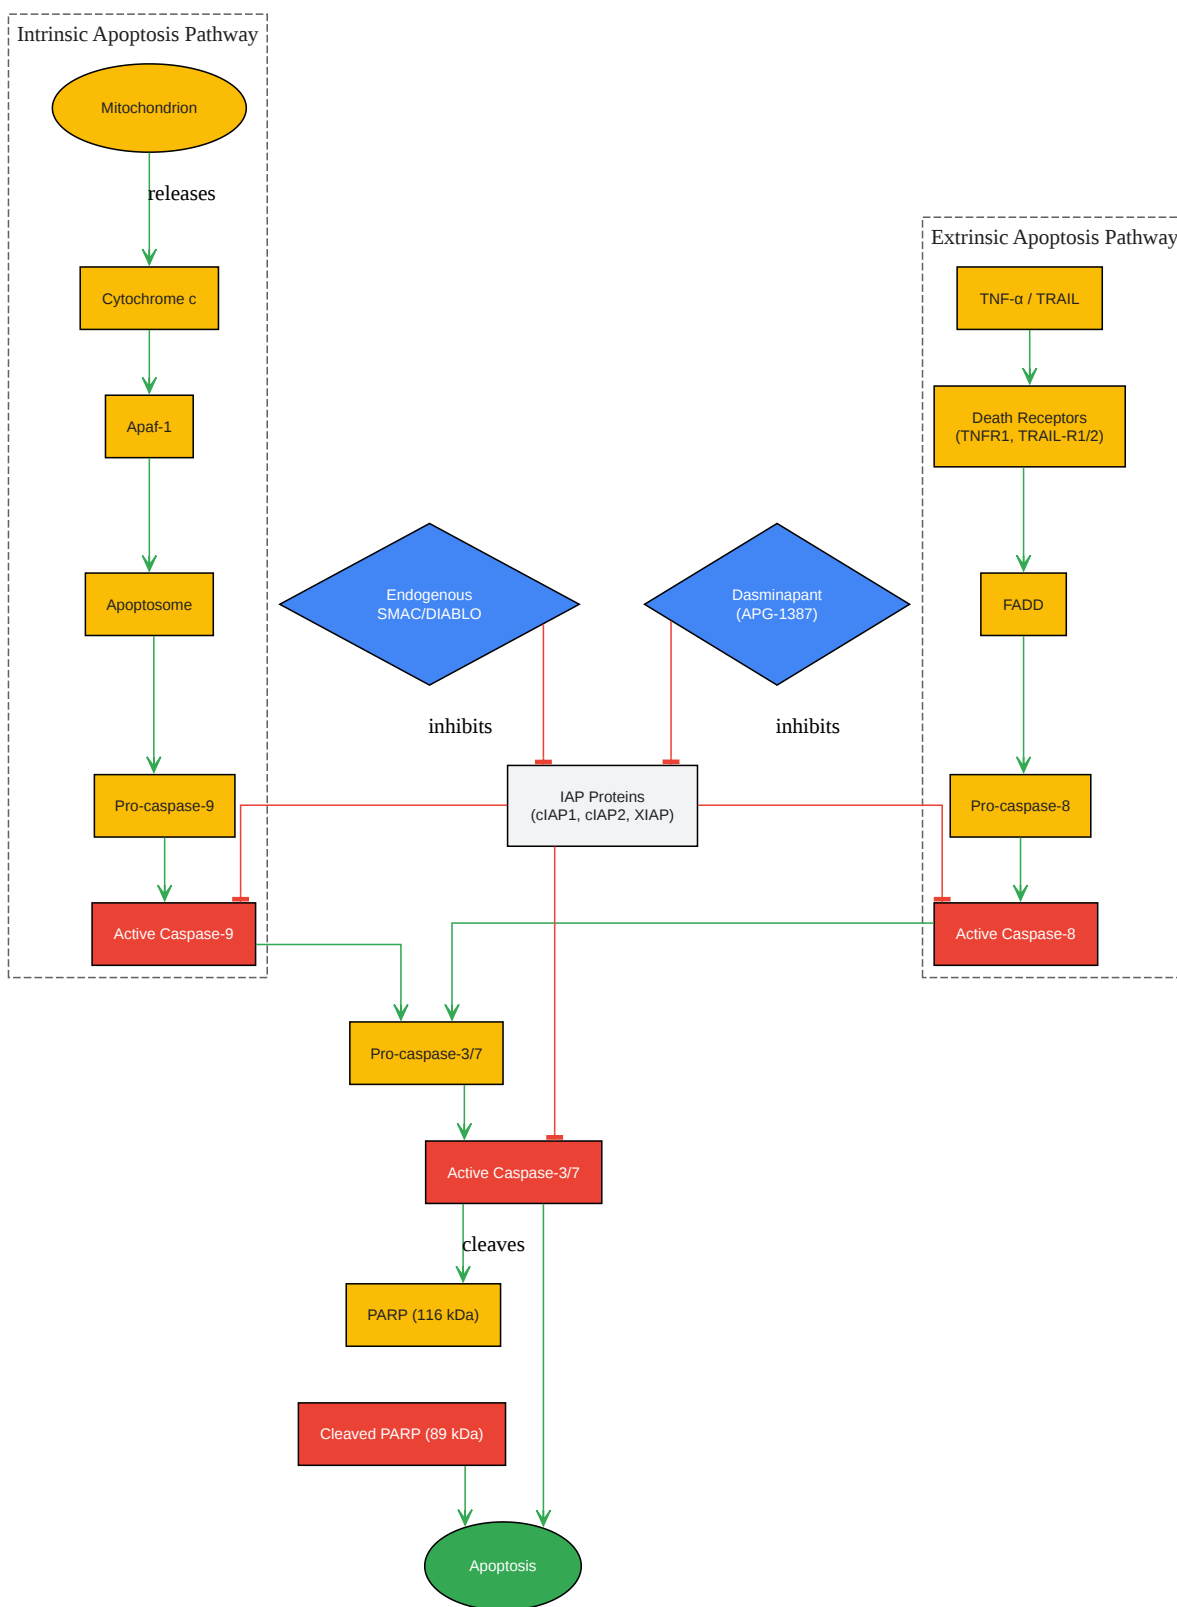 Intrinsic Apoptosis Pathway
Mitochondrion
releases
Extrinsic Apoptosis Pathway
Cytochrome c
TNF-α / TRAIL
Apaf-1
Death Receptors
(TNFR1, TRAIL-R1/2)
Apoptosome
Endogenous
SMAC/DIABLO
Dasminapant
(APG-1387)
FADD
inhibits
inhibits
Pro-caspase-9
IAP Proteins
(cIAP1, cIAP2, XIAP)
Pro-caspase-8
Active Caspase-9
Active Caspase-8
Pro-caspase-3/7
Active Caspase-3/7
cleaves
PARP (116 kDa)
Cleaved PARP (89 kDa)
Apoptosis